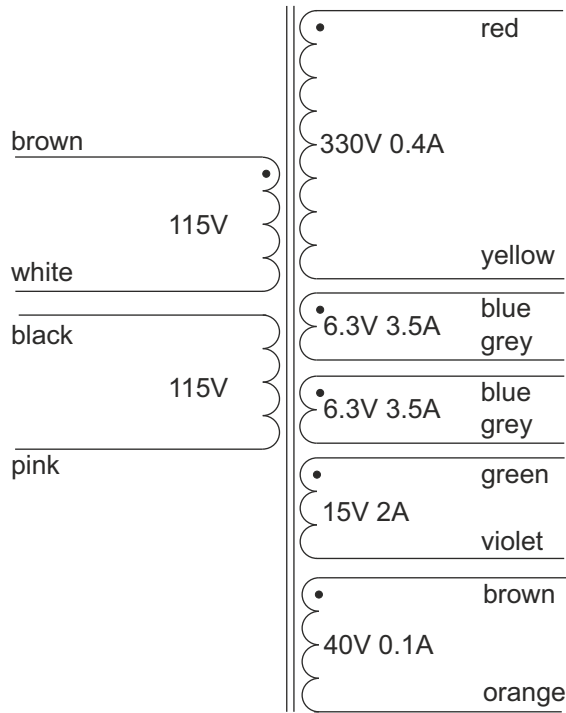 brown
115V
white
black
115V
pink
red
330V 0.4A
yellow
blue
6.3V 3.5A
grey
blue
6.3V 3.5A
grey
green
15V 2A
violet
brown
40V 0.1A
orange